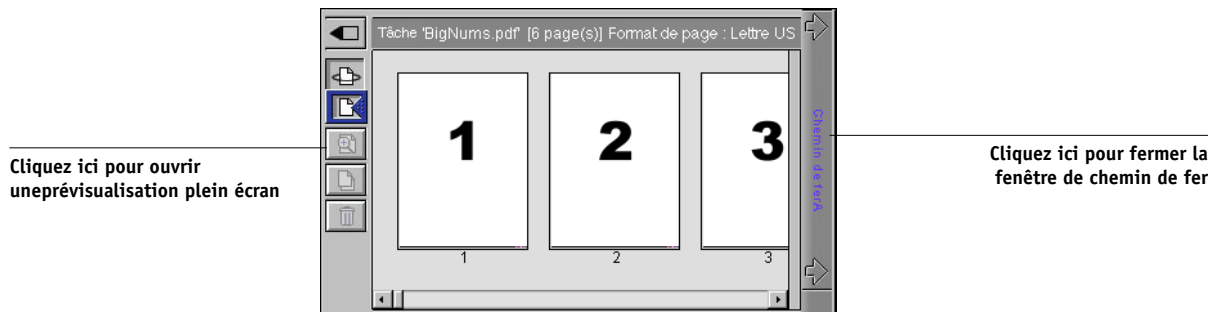 Tâche 'BigNums.pdf' [6 page(s)] Format de page : Lettre US
1 2 3
1 2 3
Chemin de ferA
Cliquez ici pour ouvrir
uneprévisualisation plein écran
Cliquez ici pour fermer la
fenêtre de chemin de fer